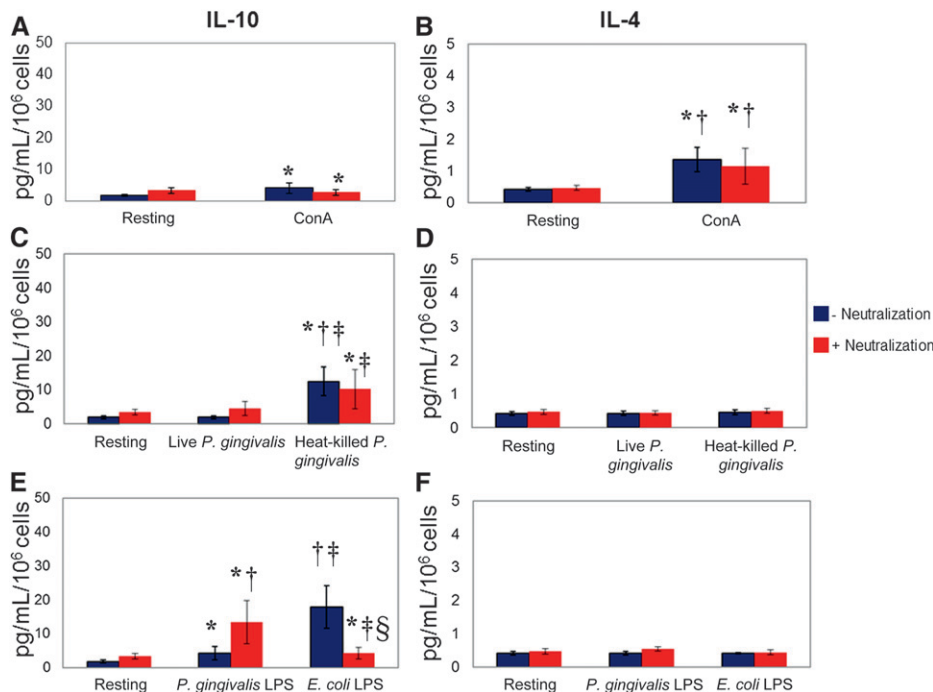 A IL-10
pg/mL/10⁶ cells
50
40
30
20
10
0
* *
Resting ConA
B IL-4
pg/mL/10⁶ cells
5
4
3
2
1
0
*† *†
Resting ConA
C
pg/mL/10⁶ cells
50
40
30
20
10
0
*†‡
*‡
Resting Live P. gingivalis Heat-killed P.
gingivalis
D
pg/mL/10⁶ cells
5
4
3
2
1
0
Resting Live P. Heat-killed P.
gingivalis gingivalis
- Neutralization
+ Neutralization
E
pg/mL/10⁶ cells
50
40
30
20
10
0
*
*†
†‡
*‡§
Resting P. gingivalis LPS E. coli LPS
F
pg/mL/10⁶ cells
5
4
3
2
1
0
Resting P. gingivalis LPS E. coli LPS